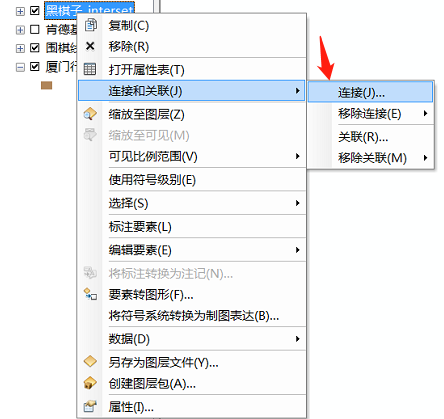 黑棋子_interset
肯德基
围棋纟
厦门彳
复制(C)
移除(R)
打开属性表(T)
连接和关联(J)
缩放至图层(Z)
缩放至可见(M)
可见比例范围(V)
使用符号级别(E)
选择(S)
标注要素(L)
编辑要素(E)
将标注转换为注记(N)...
要素转图形(F)...
将符号系统转换为制图表达(B)...
数据(D)
另存为图层文件(Y)...
创建图层包(A)...
属性(I)...
连接(J)...
移除连接(E)
关联(R)...
移除关联(M)